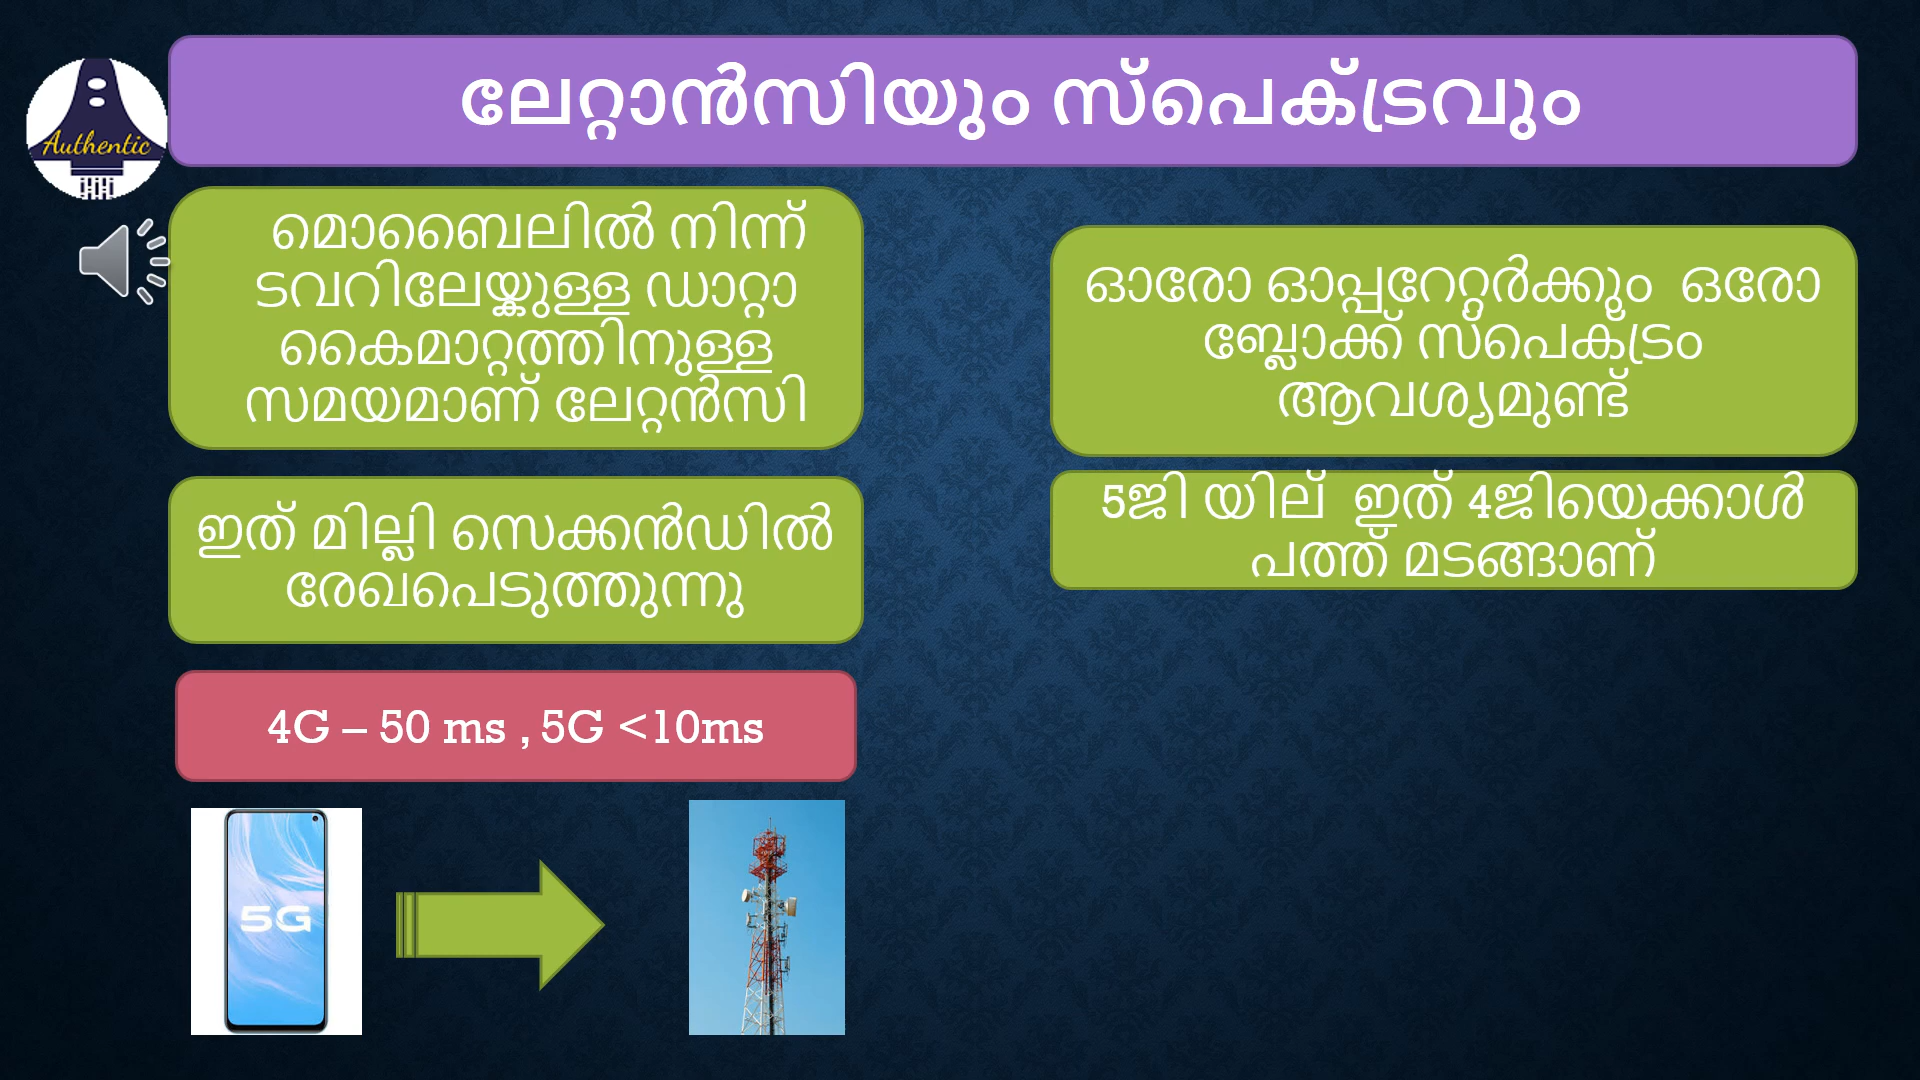 ലേറ്റാൻസിയും സ്പെക്ട്രവും
Authentic
മൊബൈലിൽ നിന്ന്
ടവറിലേയ്ക്കുള്ള ഡാറ്റാ
കൈമാറ്റത്തിനുള്ള
സമയമാണ് ലേറ്റൻസി
ഇത് മില്ലി സെക്കൻഡിൽ
രേഖപെടുത്തുന്നു
4G – 50 ms , 5G <10ms
5G
ഓരോ ഓപ്പറേറ്റർക്കും ഒരോ
ബ്ലോക്ക് സ്പെക്ട്രം
ആവശ്യമുണ്ട്
5ജി യില് ഇത് 4ജിയെക്കാൾ
പത്ത് മടങ്ങാണ്